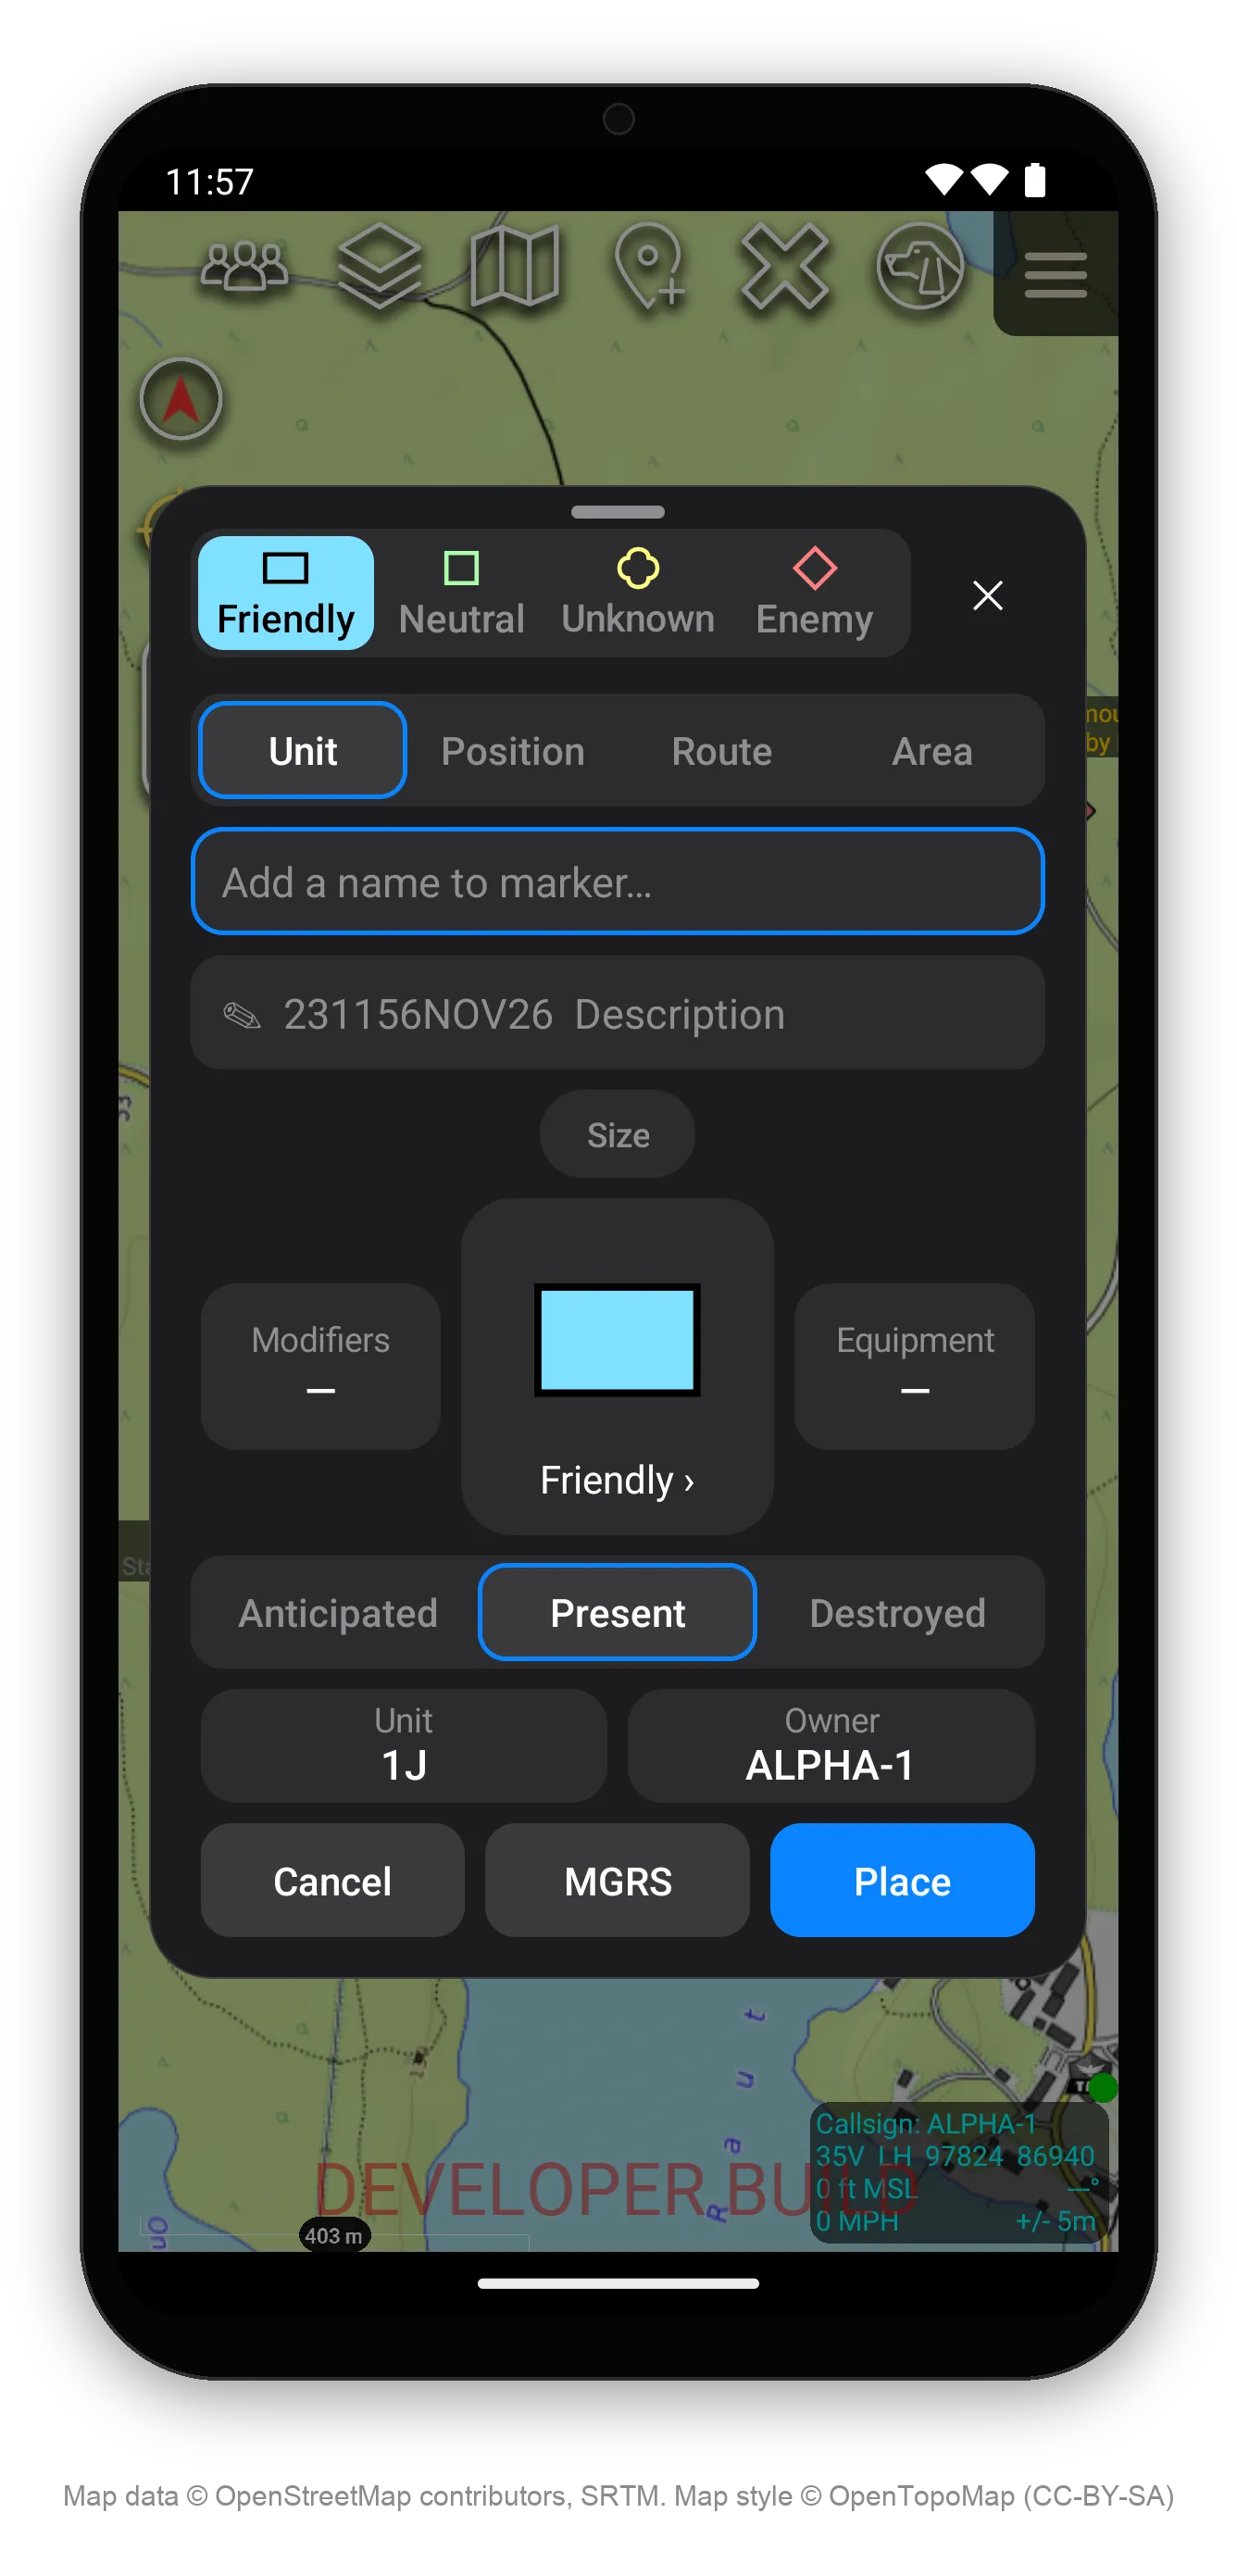 11:57
Friendly
Neutral
Unknown
Enemy
Unit
Position
Route
Area
Add a name to marker...
231156NOV26 Description
Size
Modifiers
–
Friendly ›
Equipment
–
Anticipated
Present
Destroyed
Unit
1J
Owner
ALPHA-1
Cancel
MGRS
Place
Raut
Callsign: ALPHA-1
35V LH 97824 86940
0 ft MSL —°
0 MPH +/- 5m
DEVELOPER BUILD
403 m
Map data © OpenStreetMap contributors, SRTM. Map style © OpenTopoMap (CC-BY-SA)